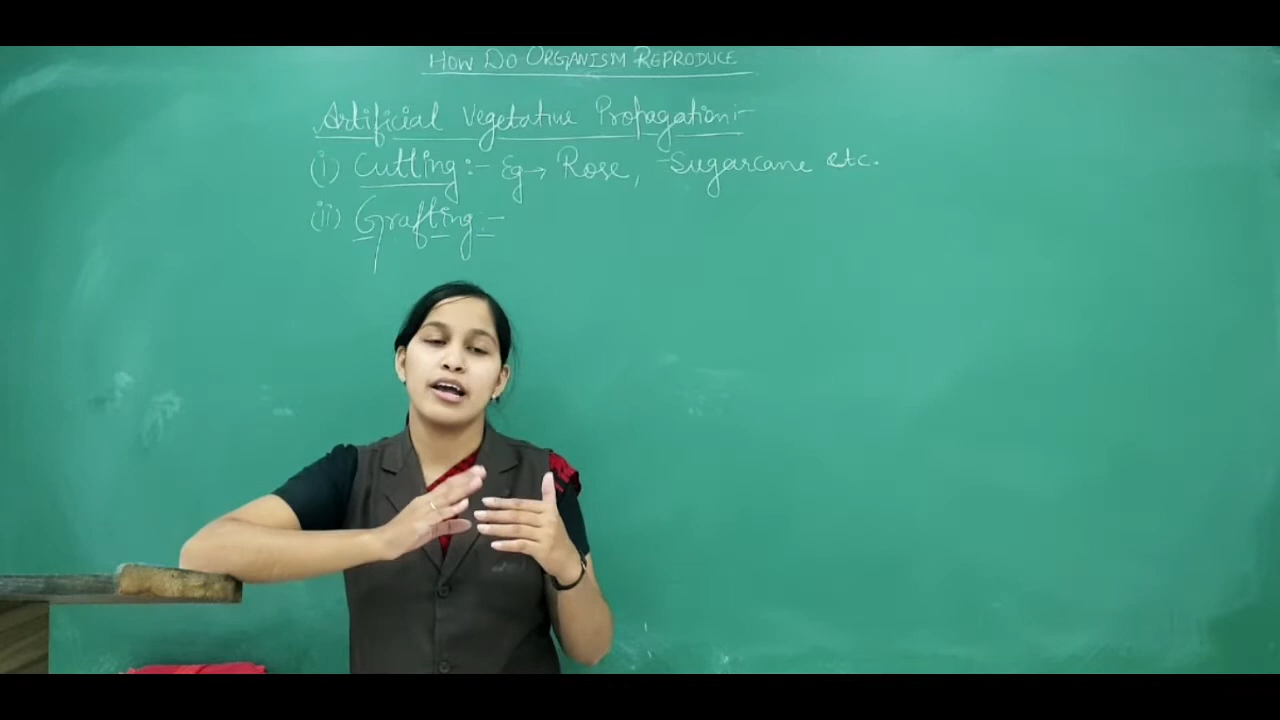 HOW DO ORGANISM REPRODUCE
Artificial Vegetative Propagation:-
(i) Cutting:- Eg→ Rose, Sugarcane etc.
(ii) Grafting:-